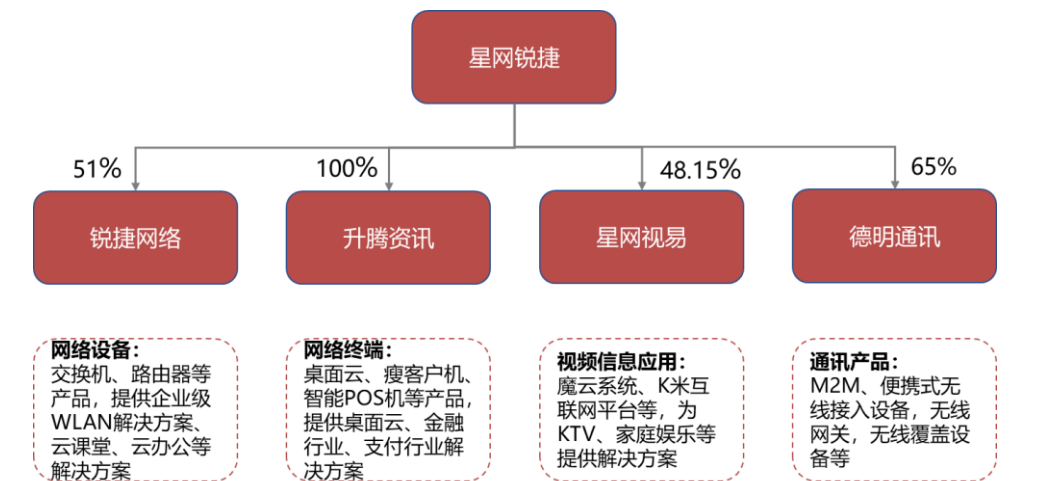 星网锐捷
51%
100%
48.15%
65%
锐捷网络
升腾资讯
星网视易
德明通讯
网络设备：
交换机、路由器等
产品，提供企业级
WLAN解决方案、
云课堂、云办公等
解决方案
网络终端：
桌面云、瘦客户机、
智能POS机等产品，
提供桌面云、金融
行业、支付行业解
决方案
视频信息应用：
魔云系统、K米互
联网平台等，为
KTV、家庭娱乐等
提供解决方案
通讯产品：
M2M、便携式无
线接入设备，无线
网关，无线覆盖设
备等